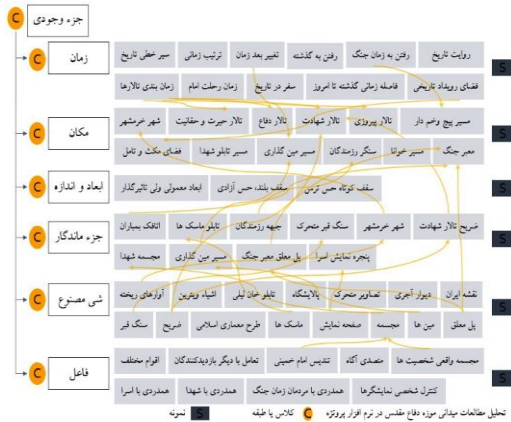 جزء وجودی
C
زمان
C
روایت تاریخ
رفتن به زمان جنگ
رفتن به گذشته
تغییر بعد زمان
ترتیب زمانی
سیر خطی تاریخ
S
فضای رویداد تاریخی
فاصله زمانی گذشته تا امروز
سفر در تاریخ
زمان رحلت امام
زمان بندی تالارها
مکان
C
مسیر پیچ وخم دار
تالار پیروزی
تالار شهادت
تالار دفاع
تالار حیرت و حقانیت
شهر خرمشهر
S
معبر جنگ
مسیر خونتا
سنگر رزمندگان
مسیر مین گذاری
مسیر تابلو شهدا
فضای مکث و تامل
ابعاد و اندازه
C
سقف کوتاه حس ترس
سقف بلند، حس آزادی
ابعاد معمولی ولی تاثیرگذار
S
جزء ماندگار
C
ضریح تالار شهادت
شهر خرمشهر
سنگ قبر متحرک
جبهه رزمندگان
تابلو ماسک ها
اتاقک بمباران
S
پنجره نمایش اسرا
پل معلق معبر جنگ
مسیر مین گذاری
مجسمه شهدا
شی مصنوع
C
نقشه ایران
دیوار آجری
تصاویر متحرک
پالایشگاه
تابلو خان لیلی
اشیاء ویترین
آوارهای ریخته
S
پل معلق
مین ها
مجسمه
صفحه نمایش
ماسک ها
طرح معماری اسلامی
ضریح
سنگ قبر
فاعل
C
مجسمه واقعی شخصیت ها
متصدی آگاه
تندیس امام خمینی
تعامل با دیگر بازدیدکنندگان
اقوام مختلف
S
کنترل شخصی نمایشگرها
همدردی با مردمان زمان جنگ
همدردی با شهدا
همدردی با اسرا
تحلیل مطالعات میدانی موزه دفاع مقدس در نرم افزار پروتژه C کلاس یا طبقه S نمونه